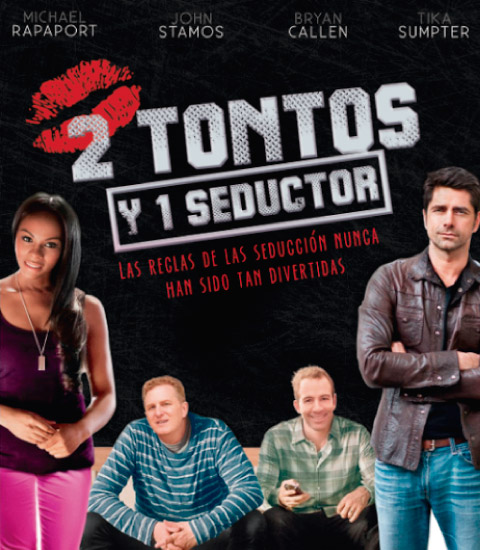 MICHAEL JOHN BRYAN TIKA
RAPAPORT STAMOS CALLEN SUMPTER
2 TONTOS
Y 1 SEDUCTOR
LAS REGLAS DE LAS SEDUCCIÓN NUNCA
HAN SIDO TAN DIVERTIDAS